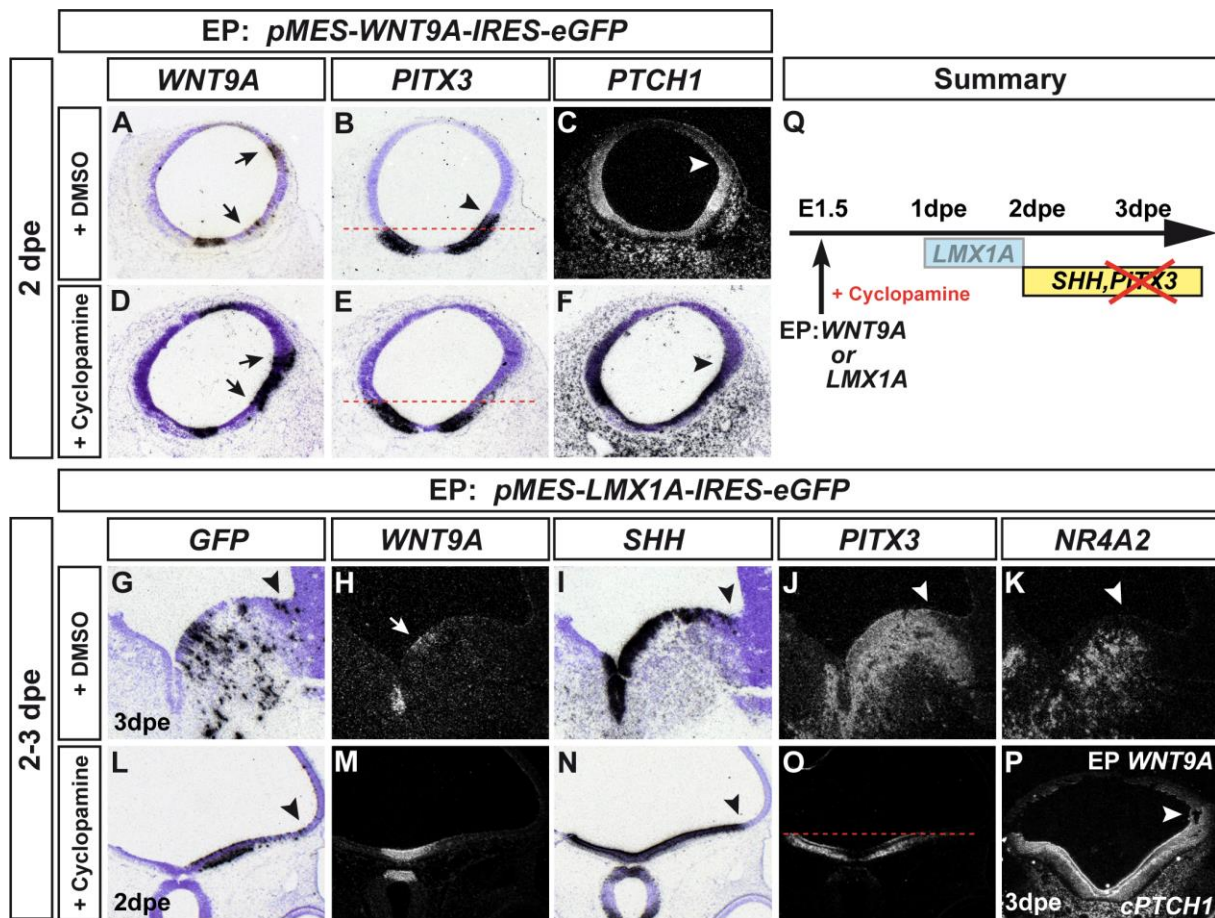 EP: pMES-WNT9A-IRES-eGFP
WNT9A PITX3 PTCH1 Summary
2 dpe
+ DMSO
A B C Q
E1.5 1dpe 2dpe 3dpe
LMX1A
SHH,PITX3
+ Cyclopamine
EP:WNT9A
or
LMX1A
+ Cyclopamine
D E F
EP: pMES-LMX1A-IRES-eGFP
GFP WNT9A SHH PITX3 NR4A2
2-3 dpe
+ DMSO
G H I J K
3dpe
+ Cyclopamine
L M N O P EP WNT9A
2dpe 3dpe cPTCH1